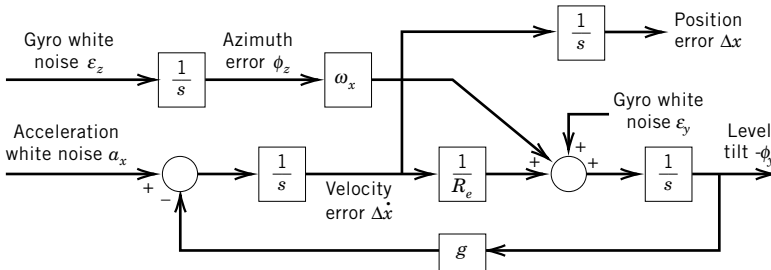 Gyro white
noise ε_z
1/s
Azimuth
error ϕ_z
ω_x
1/s
Position
error Δx
Gyro white
noise ε_y
Acceleration
white noise a_x
+
−
1/s
Velocity
error Δẋ
1/R_e
+
+
+
1/s
Level
tilt -ϕ_y
g